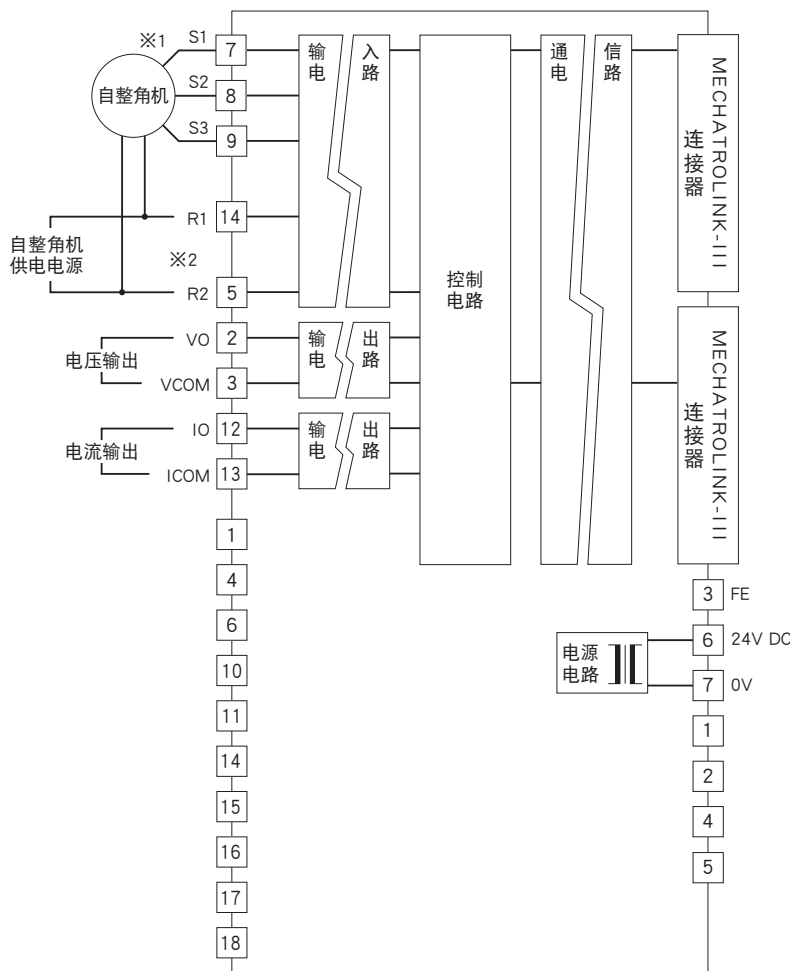 ※1
S1
7
S2
8
S3
9
自整角机
R1
14
自整角机
供电电源
※2
R2
5
VO
2
电压输出
VCOM
3
IO
12
电流输出
ICOM
13
1
4
6
10
11
14
15
16
17
18
输入
电路
输出
电路
输出
电路
控制
电路
通信
电路
MECHATROLINK-III
连接器
MECHATROLINK-III
连接器
3
FE
6
24V DC
7
0V
电源
电路
1
2
4
5